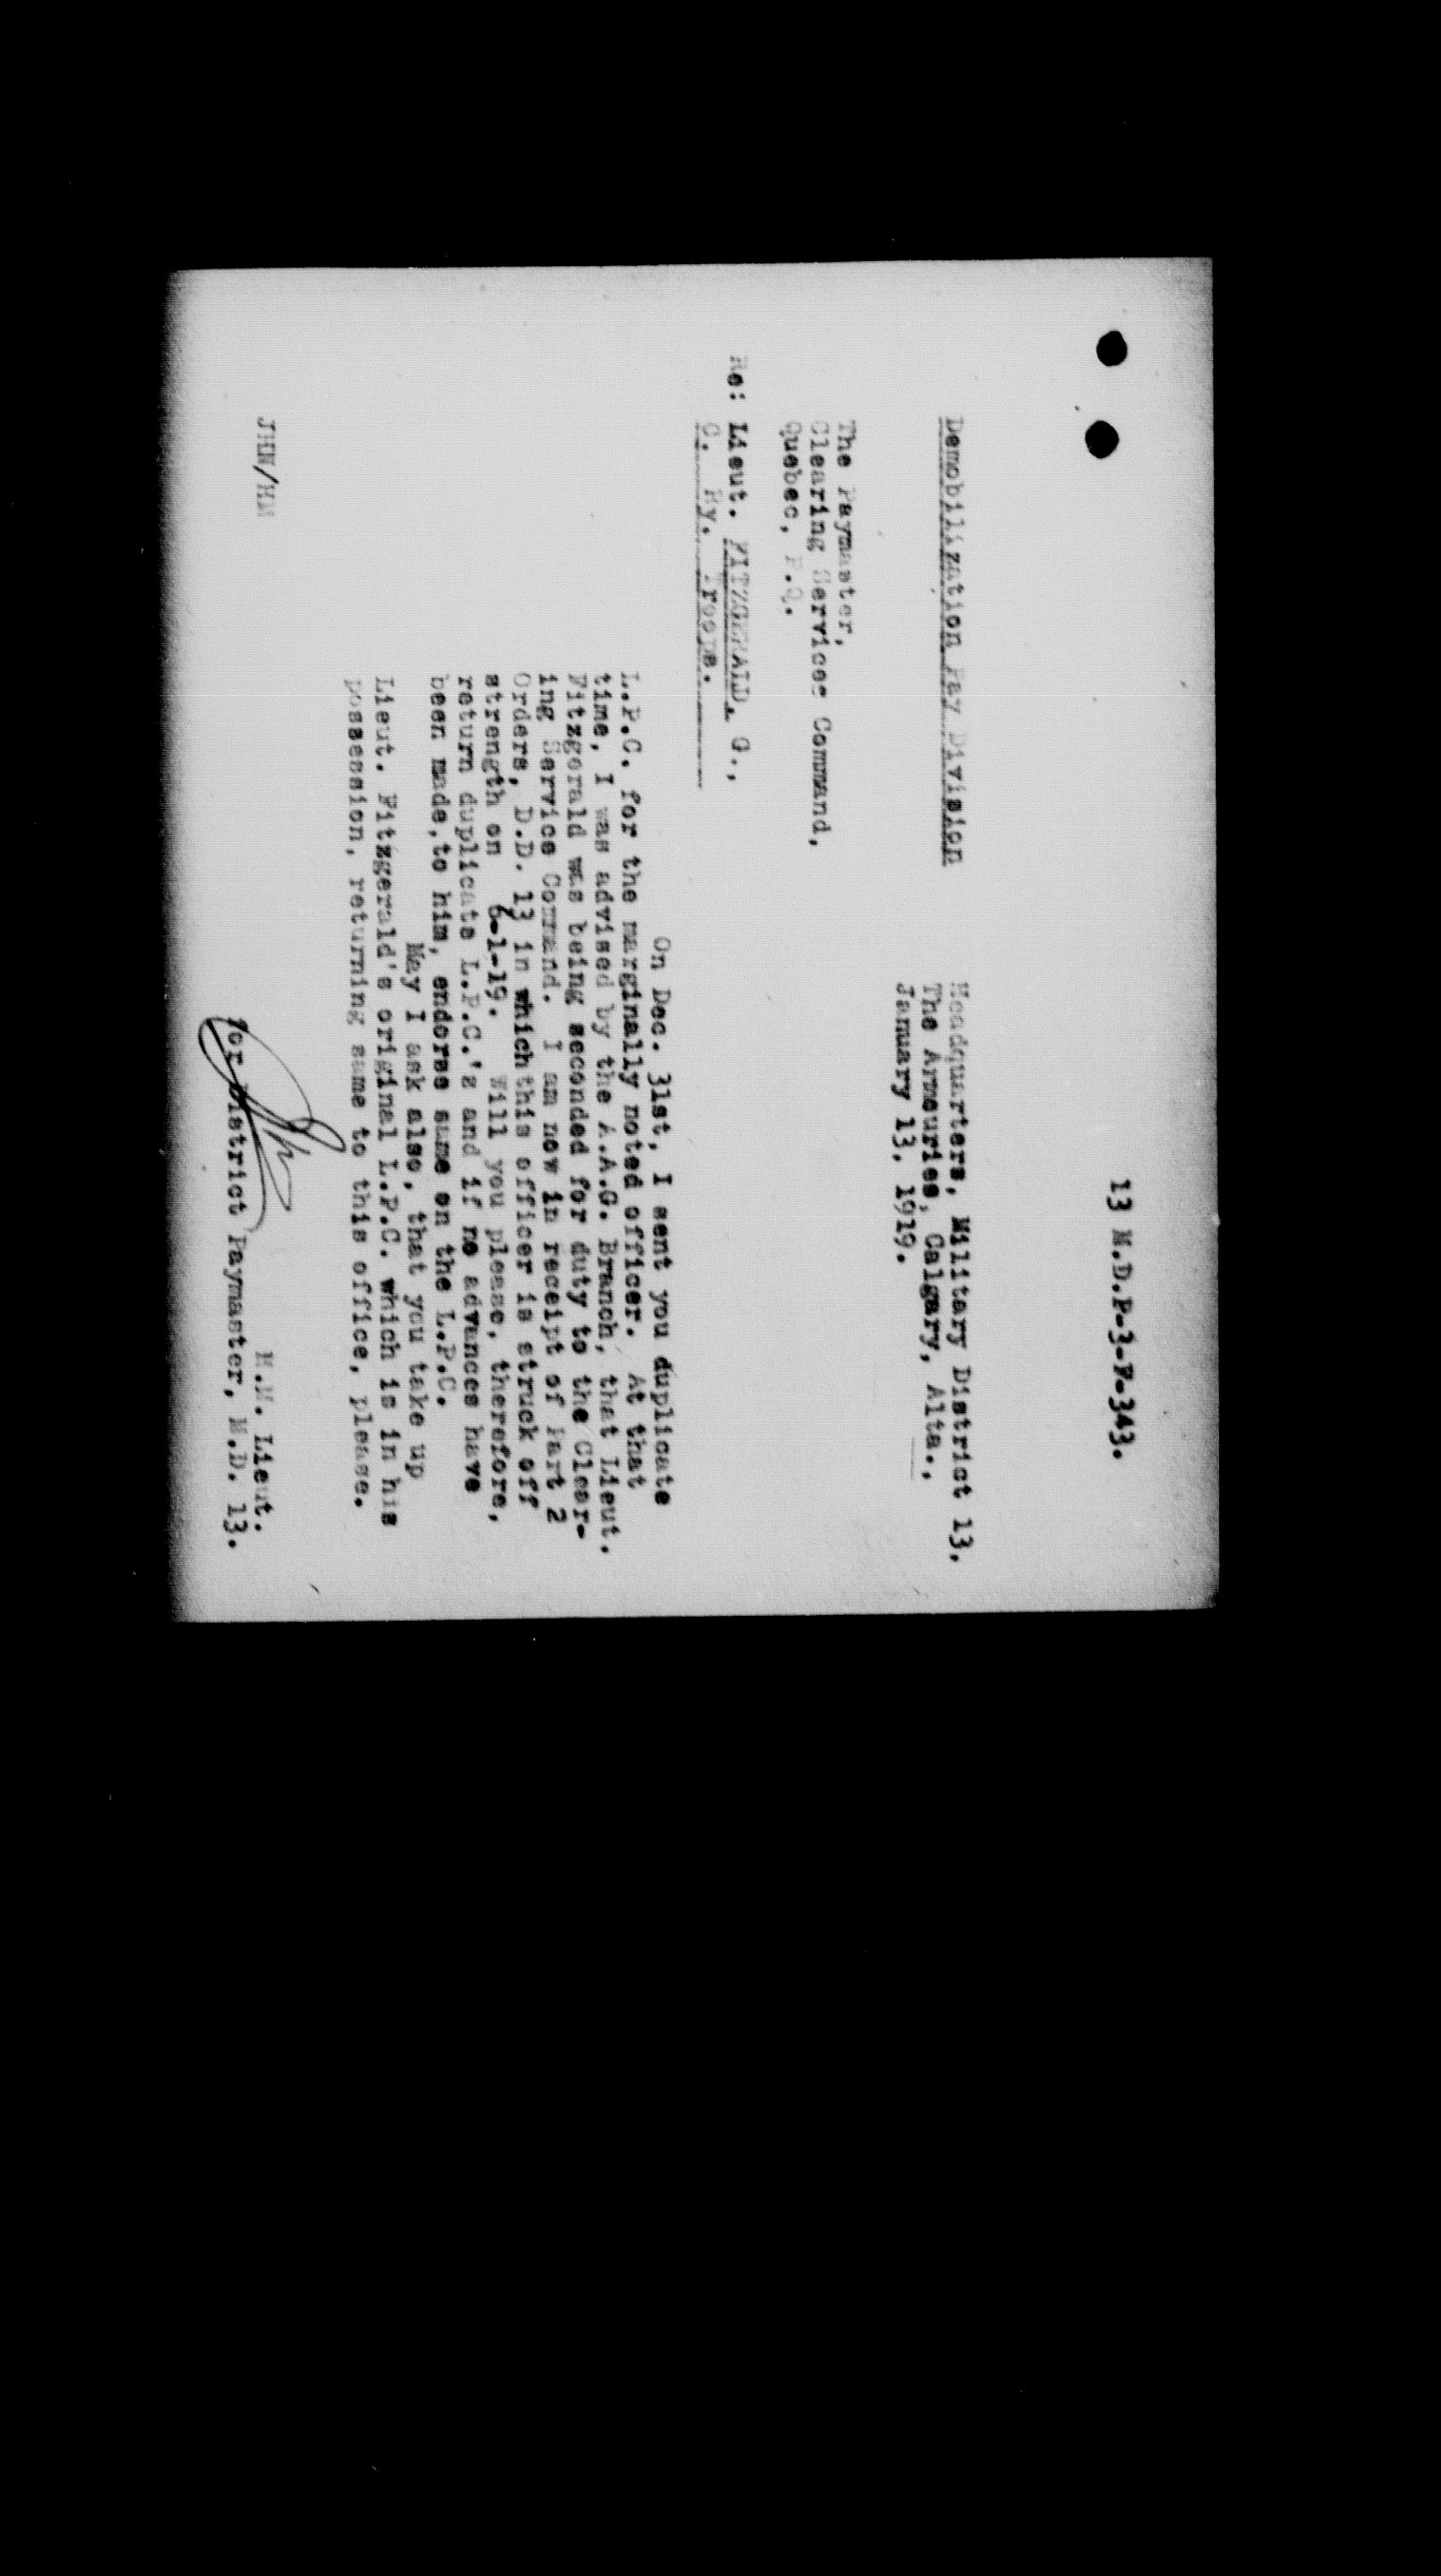 13 M.D.P-3-F-343.
Demobilization Pay Division
Headquarters, Military District 13,
The Armouries, Calgary, Alta.,
January 13, 1919.
The Paymaster,
Clearing Services Command,
Quebec, P.Q.
Re: Lieut. FITZGERALD, G.,
C. Ry. Troops.
On Dec. 31st, I sent you duplicate
L.P.C. for the marginally noted officer. At that
time, I was advised by the A.A.G. Branch, that Lieut.
Fitzgerald was being seconded for duty to the Clear-
ing Service Command. I am now in receipt of Part 2
Orders, D.D. 13 in which this officer is struck off
strength on 6-1-19. Will you please, therefore,
return duplicate L.P.C.'s and if no advances have
been made, to him, endorse same on the L.P.C.
May I ask also, that you take up
Lieut. Fitzgerald's original L.P.C. which is in his
possession, returning same to this office, please.
Lieut.
for District Paymaster, M.D. 13.
JHN/HM